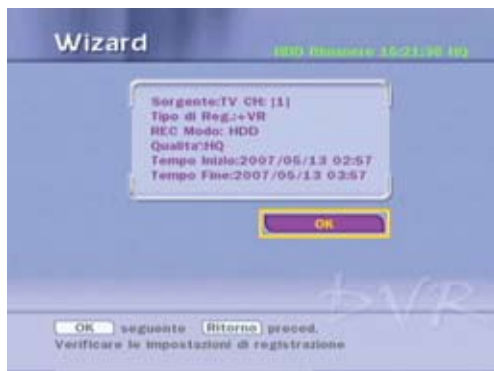 Wizard
HDD Rimanere 15:21:36 HQ
Sorgente:TV CH: [1]
Tipo di Reg.:+VR
REC Modo: HDD
Qualita':HQ
Tempo Inizio:2007/05/13 02:57
Tempo Fine:2007/05/13 03:57
OK
DVR
OK seguente Ritorno preced.
Verificare le impostazioni di registrazione